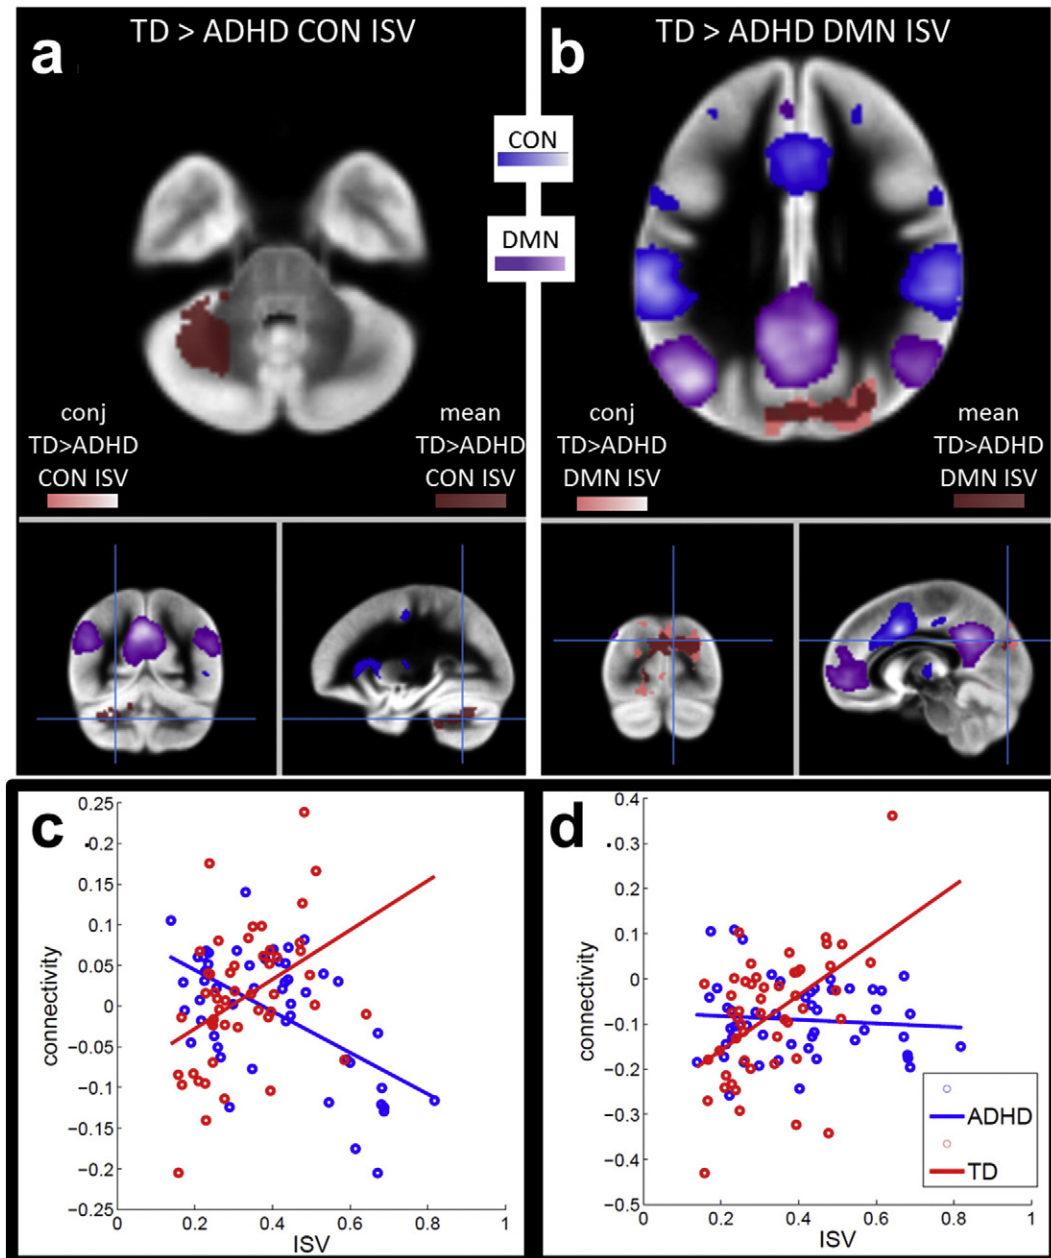 a
TD > ADHD CON ISV
b
TD > ADHD DMN ISV
CON
DMN
conj
TD>ADHD
CON ISV
mean
TD>ADHD
CON ISV
conj
TD>ADHD
DMN ISV
mean
TD>ADHD
DMN ISV
c
0.25
0.2
0.15
0.1
0.05
0
−0.05
−0.1
−0.15
−0.2
−0.25
connectivity
0
0.2
0.4
0.6
0.8
1
ISV
d
0.4
0.3
0.2
0.1
0
−0.1
−0.2
−0.3
−0.4
−0.5
connectivity
0
0.2
0.4
0.6
0.8
1
ISV
ADHD
TD